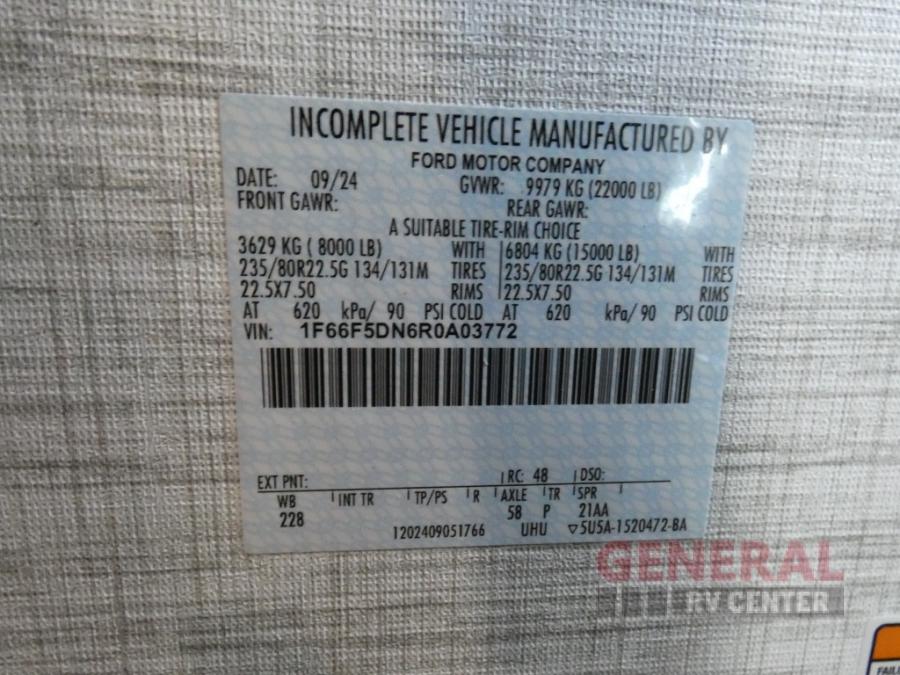 INCOMPLETE VEHICLE MANUFACTURED BY
FORD MOTOR COMPANY
DATE: 09/24 GVWR: 9979 KG (22000 LB)
FRONT GAWR: REAR GAWR:
A SUITABLE TIRE-RIM CHOICE
3629 KG ( 8000 LB) WITH 6804 KG (15000 LB) WITH
235/80R22.5G 134/131M TIRES 235/80R22.5G 134/131M TIRES
22.5X7.50 RIMS 22.5X7.50 RIMS
AT 620 kPa/ 90 PSI COLD AT 620 kPa/ 90 PSI COLD
VIN: 1F66F5DN6R0A03772
EXT PNT: RC: 48 DSO:
WB INT TR TP/PS R AXLE TR SPR
228 58 P 21AA
1202409051766 UHU ▽5U5A-1520472-BA
GENERAL
RV CENTER